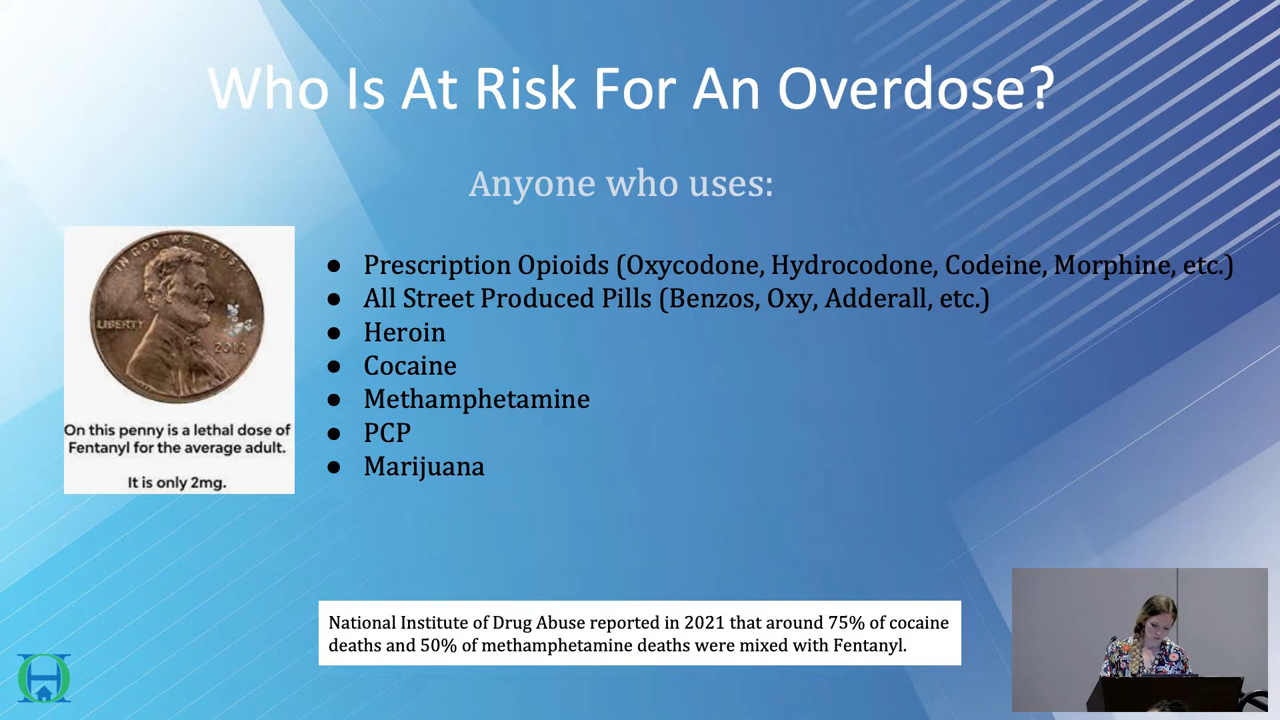 Who Is At Risk For An Overdose?
Anyone who uses:
IN GOD WE TRUST
LIBERTY
2012
On this penny is a lethal dose of
Fentanyl for the average adult.
It is only 2mg.
● Prescription Opioids (Oxycodone, Hydrocodone, Codeine, Morphine, etc.)
● All Street Produced Pills (Benzos, Oxy, Adderall, etc.)
● Heroin
● Cocaine
● Methamphetamine
● PCP
● Marijuana
National Institute of Drug Abuse reported in 2021 that around 75% of cocaine
deaths and 50% of methamphetamine deaths were mixed with Fentanyl.